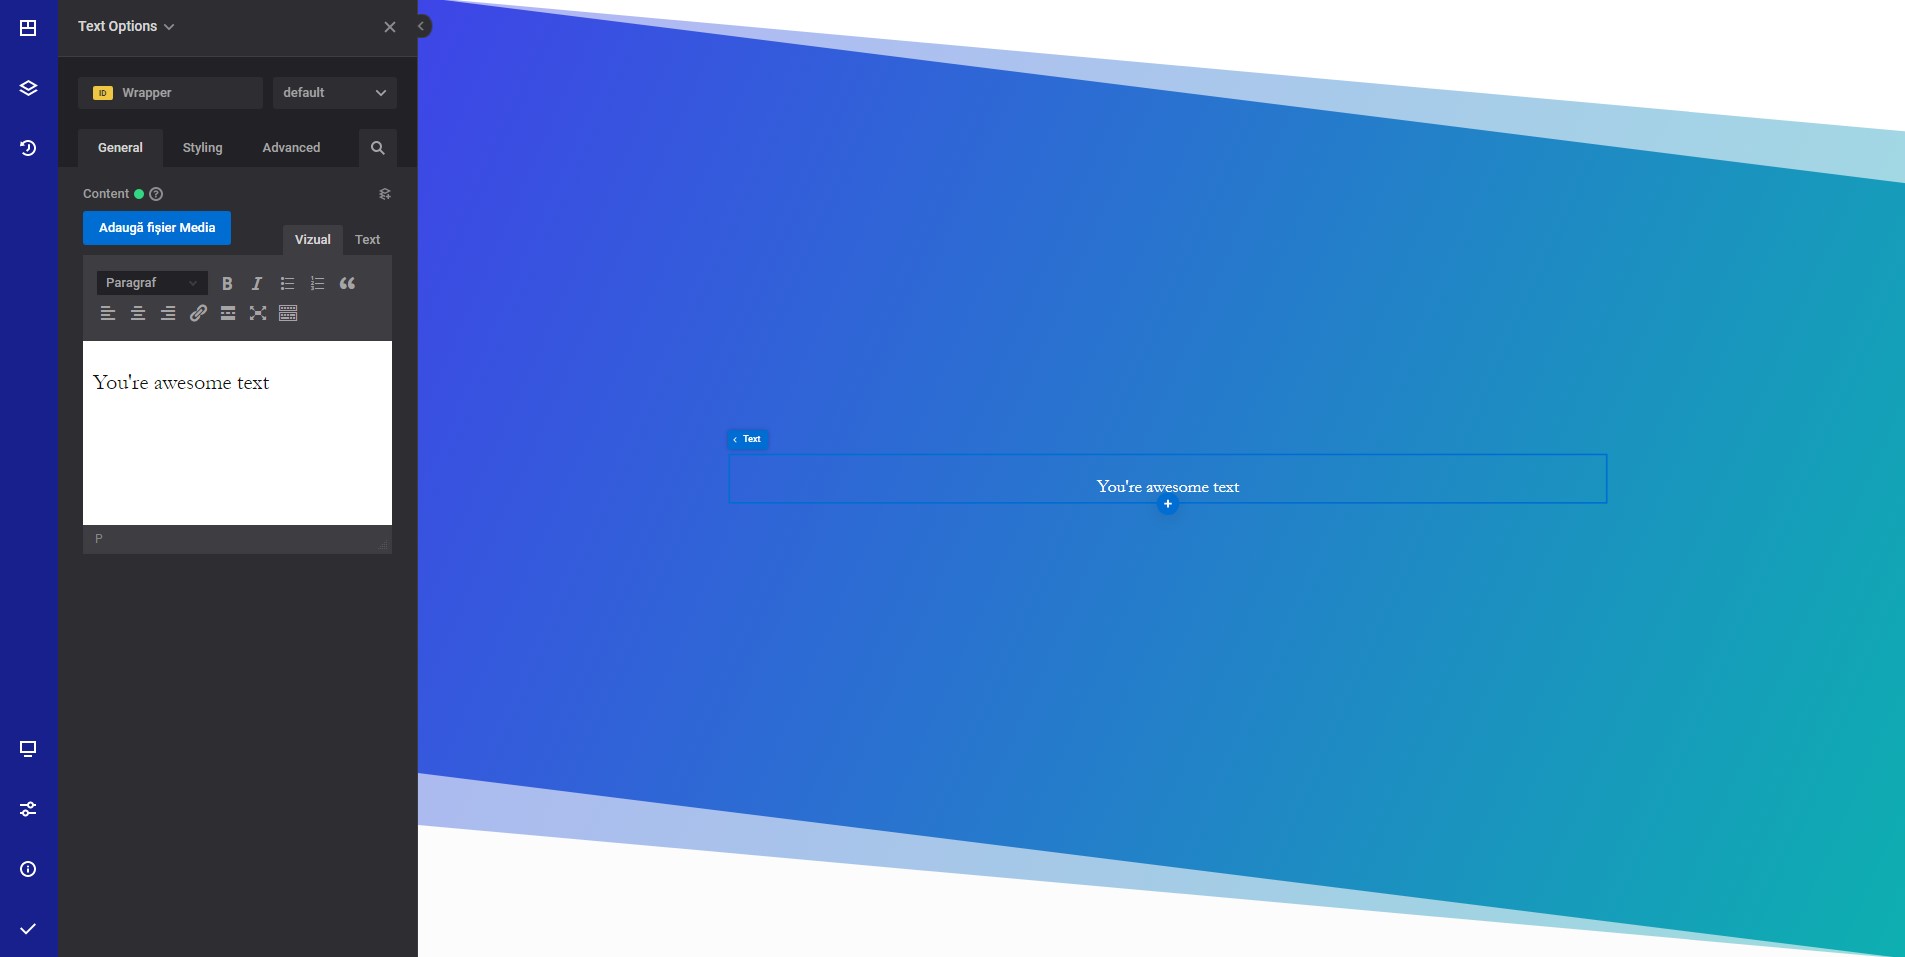 Text Options
ID Wrapper default
General Styling Advanced
Content
Adaugă fișier Media
Vizual Text
Paragraf
You're awesome text
P
Text
You're awesome text